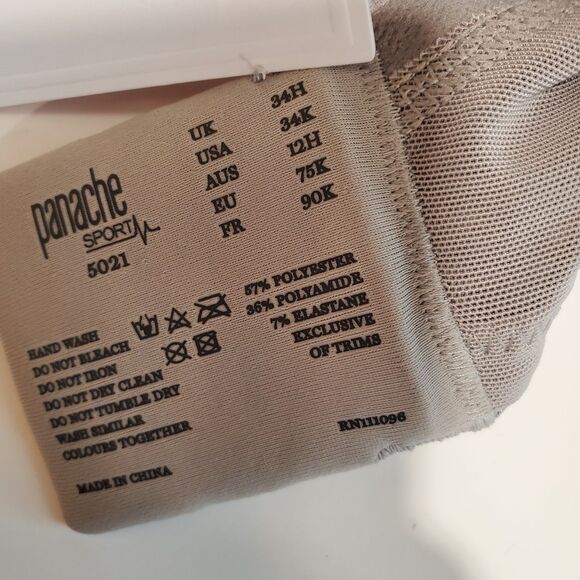 panache
SPORT
5021
UK 34H
USA 34K
AUS 12H
EU 75K
FR 90K
HAND WASH
DO NOT BLEACH
DO NOT IRON
DO NOT DRY CLEAN
DO NOT TUMBLE DRY
WASH SIMILAR
COLOURS TOGETHER
57% POLYESTER
36% POLYAMIDE
7% ELASTANE
EXCLUSIVE
OF TRIMS
MADE IN CHINA
RN111096